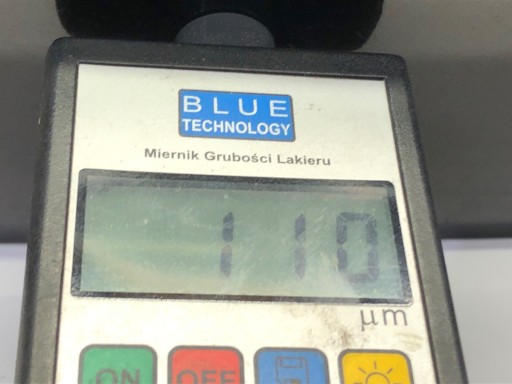 BLUE
TECHNOLOGY
Miernik Grubości Lakieru
110
μm
ON OFF